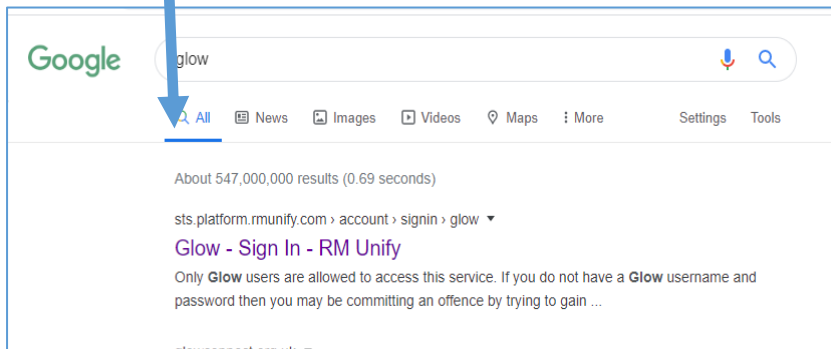 Google
glow
All News Images Videos Maps More Settings Tools
About 547,000,000 results (0.69 seconds)
sts.platform.rmunify.com › account › signin › glow
Glow - Sign In - RM Unify
Only Glow users are allowed to access this service. If you do not have a Glow username and
password then you may be committing an offence by trying to gain ...